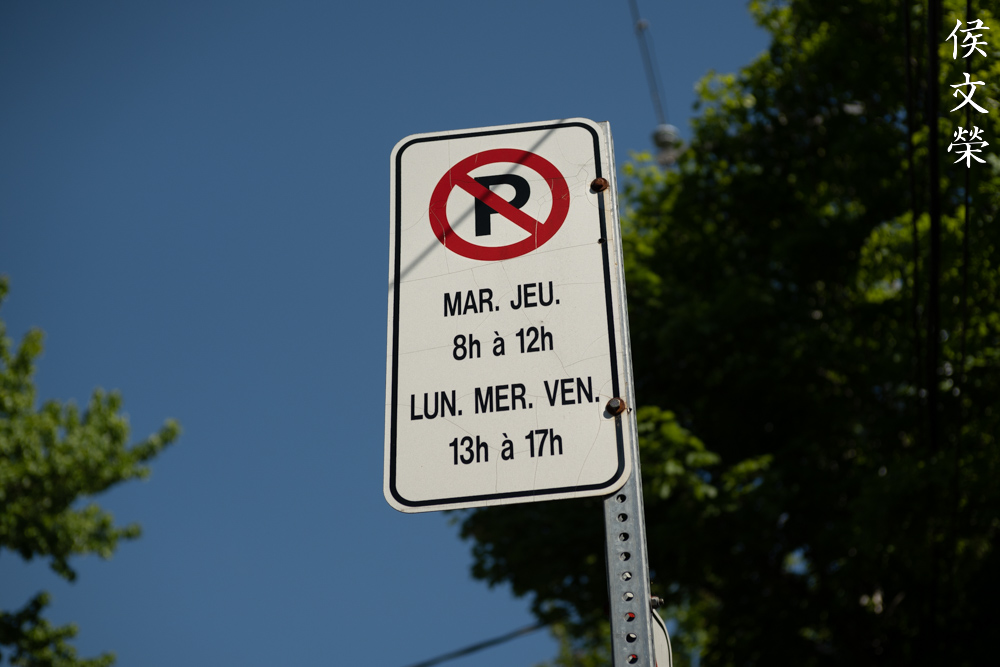 P
MAR. JEU.
8h à 12h
LUN. MER. VEN.
13h à 17h
侯文榮